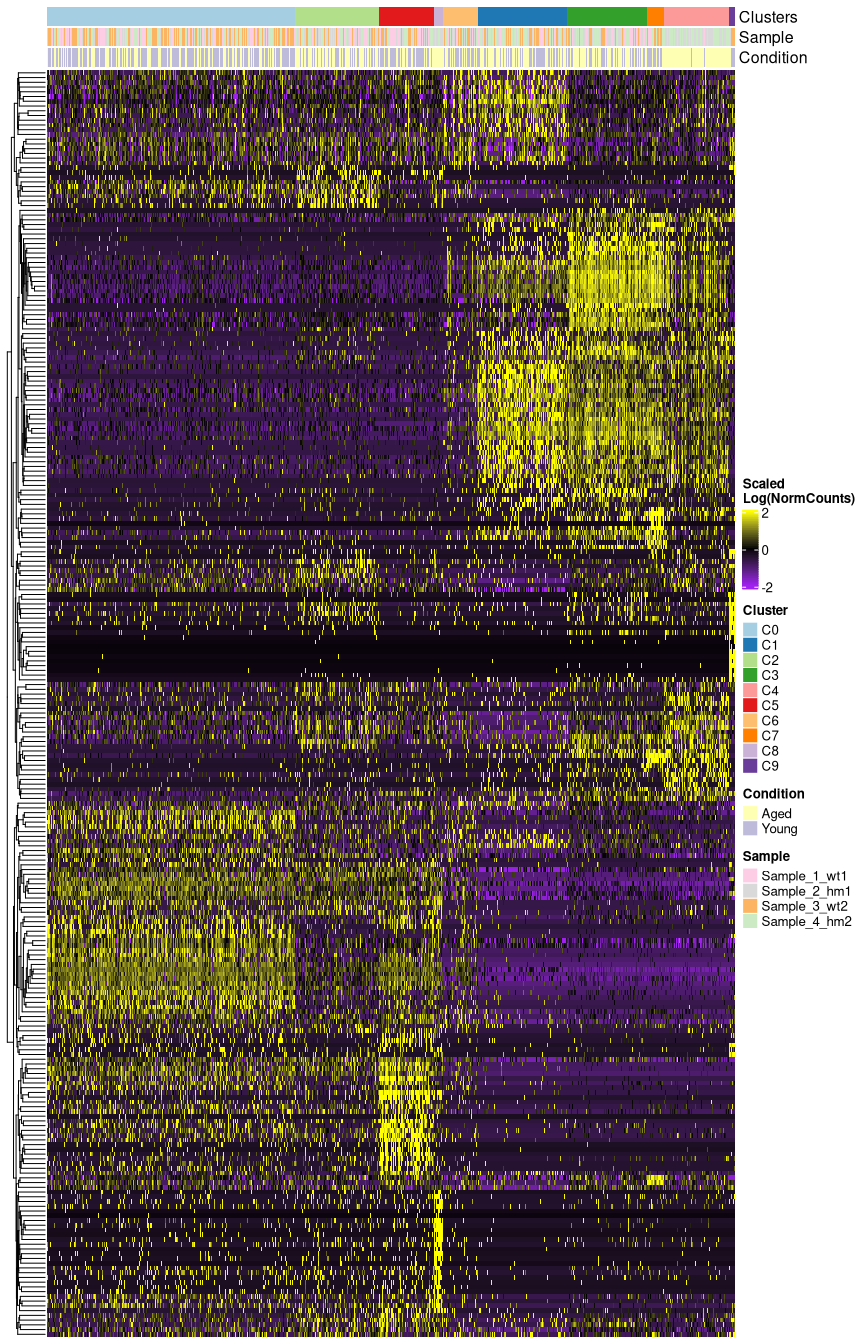 Clusters
Sample
Condition
Scaled
Log(NormCounts)
2
0
-2
Cluster
C0
C1
C2
C3
C4
C5
C6
C7
C8
C9
Condition
Aged
Young
Sample
Sample_1_wt1
Sample_2_hm1
Sample_3_wt2
Sample_4_hm2